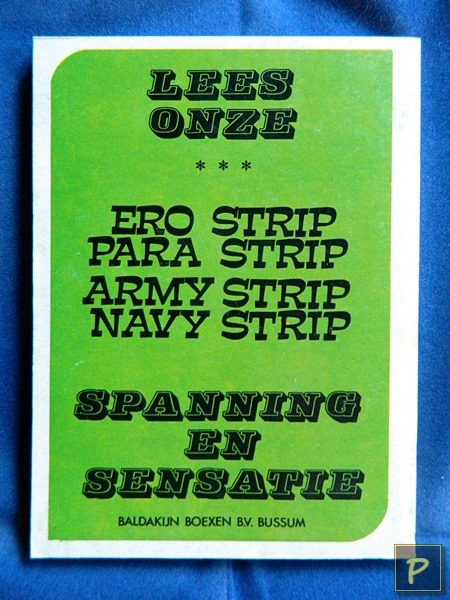 LEES
ONZE
* * *
ERO STRIP
PARA STRIP
ARMY STRIP
NAVY STRIP
SPANNING
EN
SENSATIE
BALDAKIJN BOEXEN B.V. BUSSUM
P